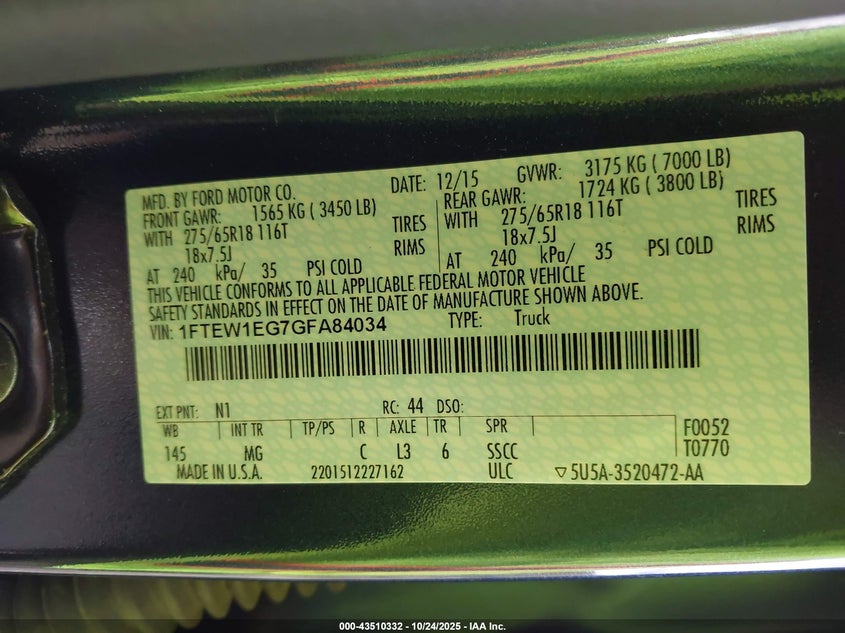 MFD. BY FORD MOTOR CO. DATE: 12/15 GVWR: 3175 KG ( 7000 LB)
FRONT GAWR: 1565 KG ( 3450 LB) REAR GAWR: 1724 KG ( 3800 LB)
WITH 275/65R18 116T TIRES WITH 275/65R18 116T TIRES
18x7.5J RIMS 18x7.5J RIMS
AT 240 kPa/ 35 PSI COLD AT 240 kPa/ 35 PSI COLD
THIS VEHICLE CONFORMS TO ALL APPLICABLE FEDERAL MOTOR VEHICLE
SAFETY STANDARDS IN EFFECT ON THE DATE OF MANUFACTURE SHOWN ABOVE.
VIN: 1FTEW1EG7GFA84034 TYPE: Truck
EXT PNT: N1 RC: 44 DSO:
WB INT TR TP/PS R AXLE TR SPR F0052
145 MG C L3 6 SSCC T0770
MADE IN U.S.A. 2201512227162 ULC ▽5U5A-3520472-AA
000-43510332 - 10/24/2025 - IAA Inc.